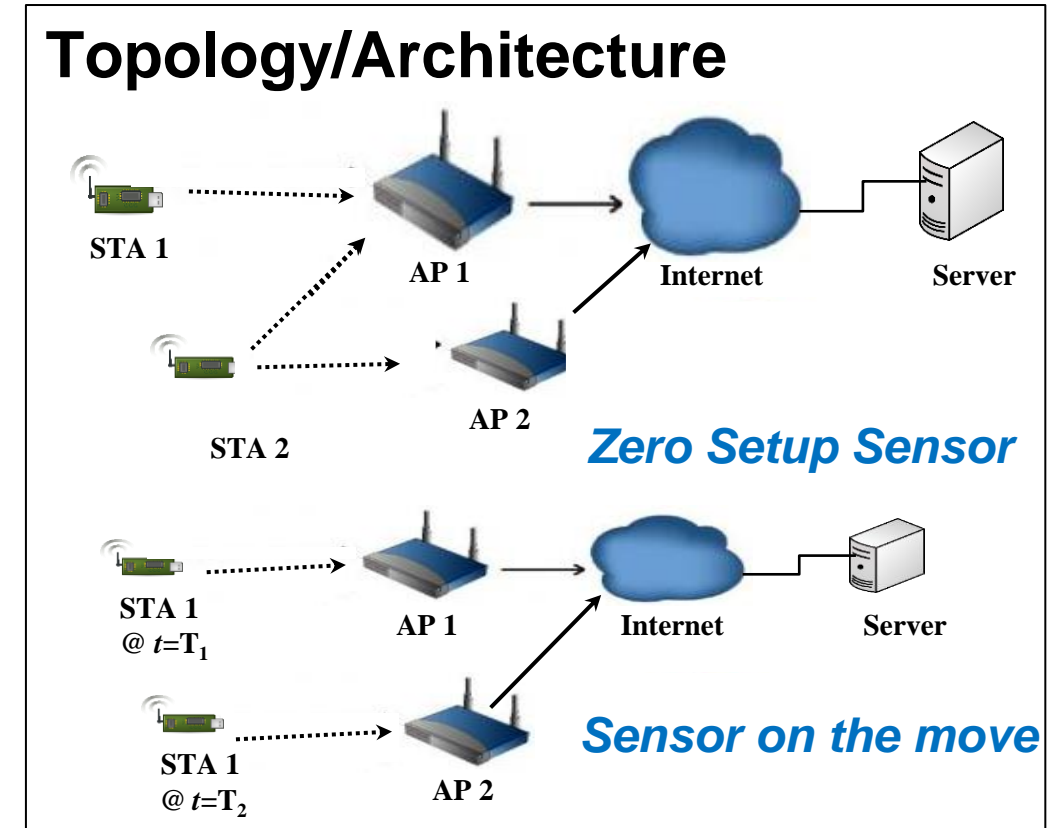 Topology/Architecture
STA 1
AP 1
Internet
Server
STA 2
AP 2
Zero Setup Sensor
STA 1
@ t=T₁
AP 1
Internet
Server
STA 1
@ t=T₂
AP 2
Sensor on the move